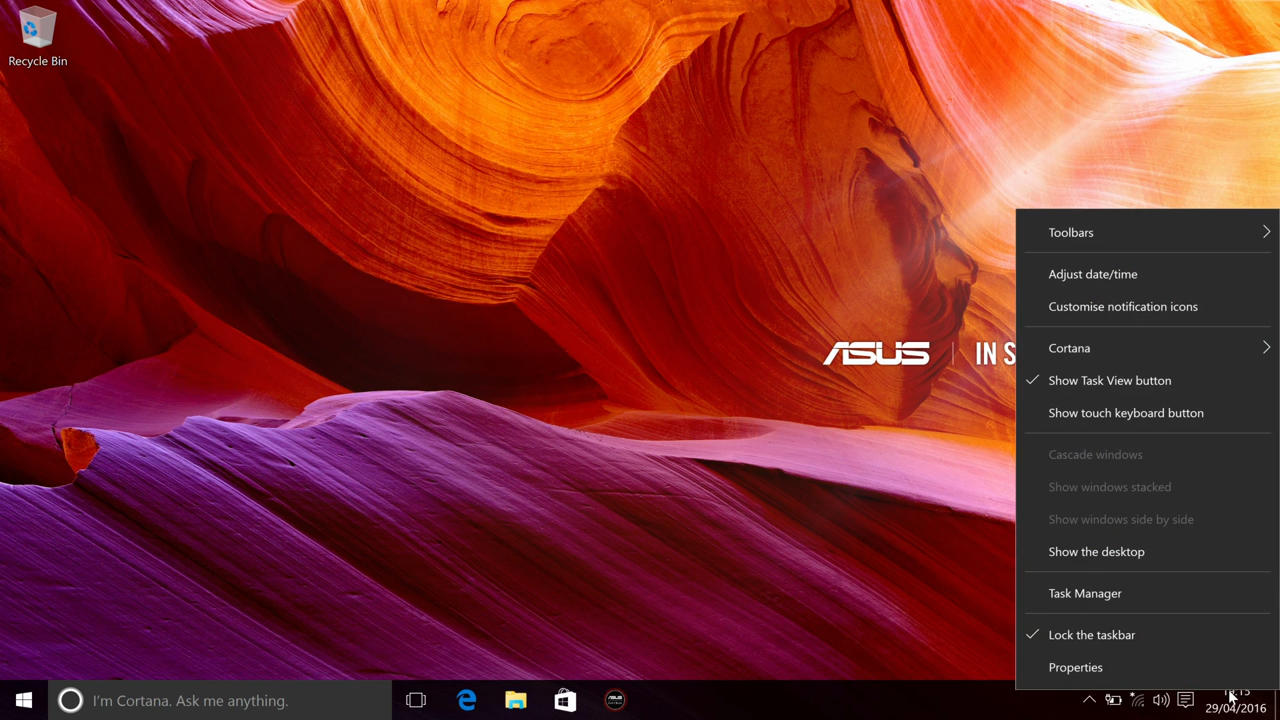 Recycle Bin
ASUS
IN S
Toolbars
Adjust date/time
Customise notification icons
Cortana
Show Task View button
Show touch keyboard button
Cascade windows
Show windows stacked
Show windows side by side
Show the desktop
Task Manager
Lock the taskbar
Properties
I'm Cortana. Ask me anything.
29/04/2016